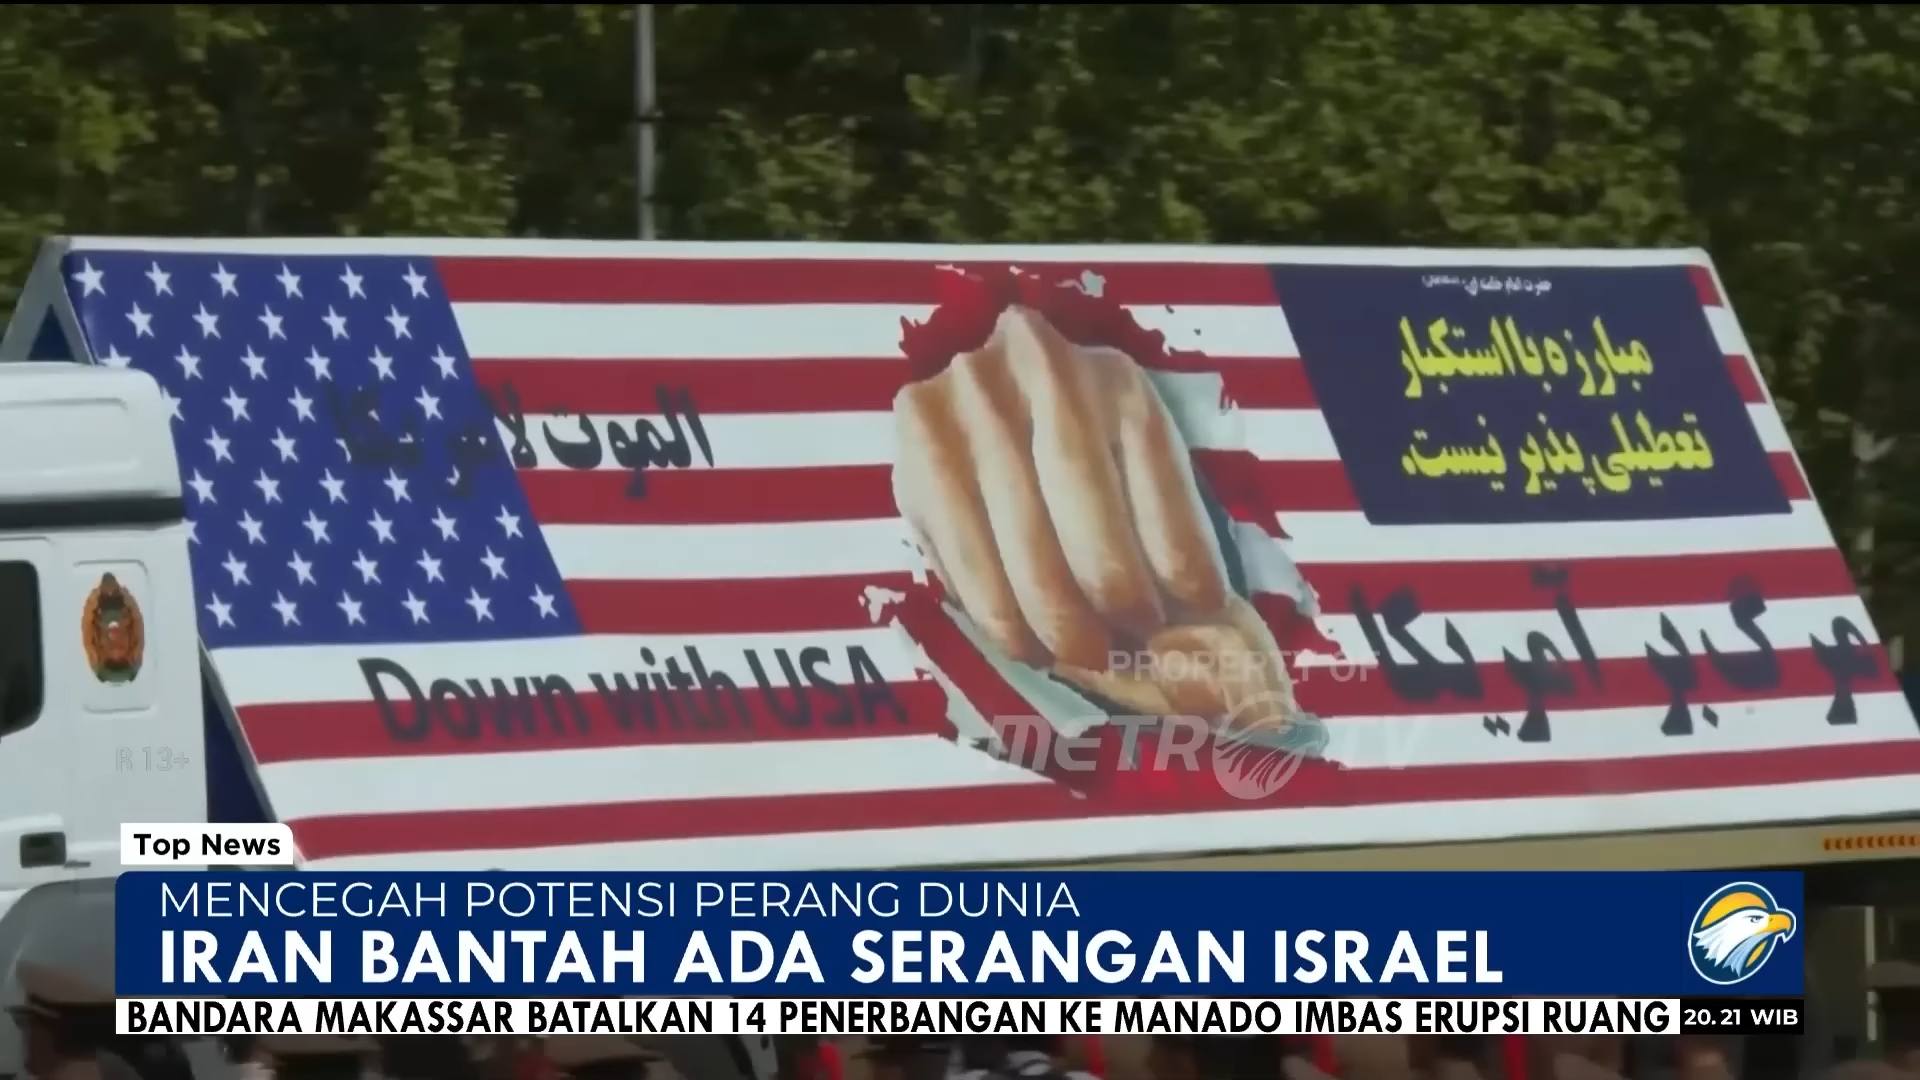 مبارزه با استکبار
تعطیلی پذیر نیست.
الموت لامریکا
Down with USA
مرگ بر آمریکا
PROPERTY OF
METRO TV
R 13+
Top News
MENCEGAH POTENSI PERANG DUNIA
IRAN BANTAH ADA SERANGAN ISRAEL
BANDARA MAKASSAR BATALKAN 14 PENERBANGAN KE MANADO IMBAS ERUPSI RUANG
20.21 WIB